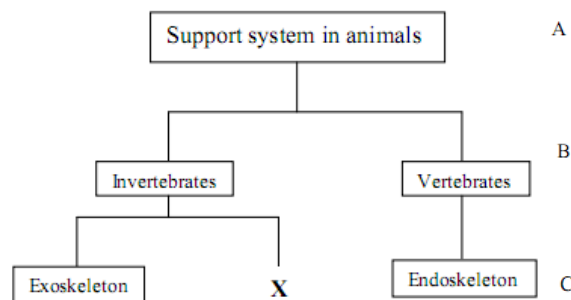 Support system in animals
A
Invertebrates
Vertebrates
B
Exoskeleton
X
Endoskeleton
C